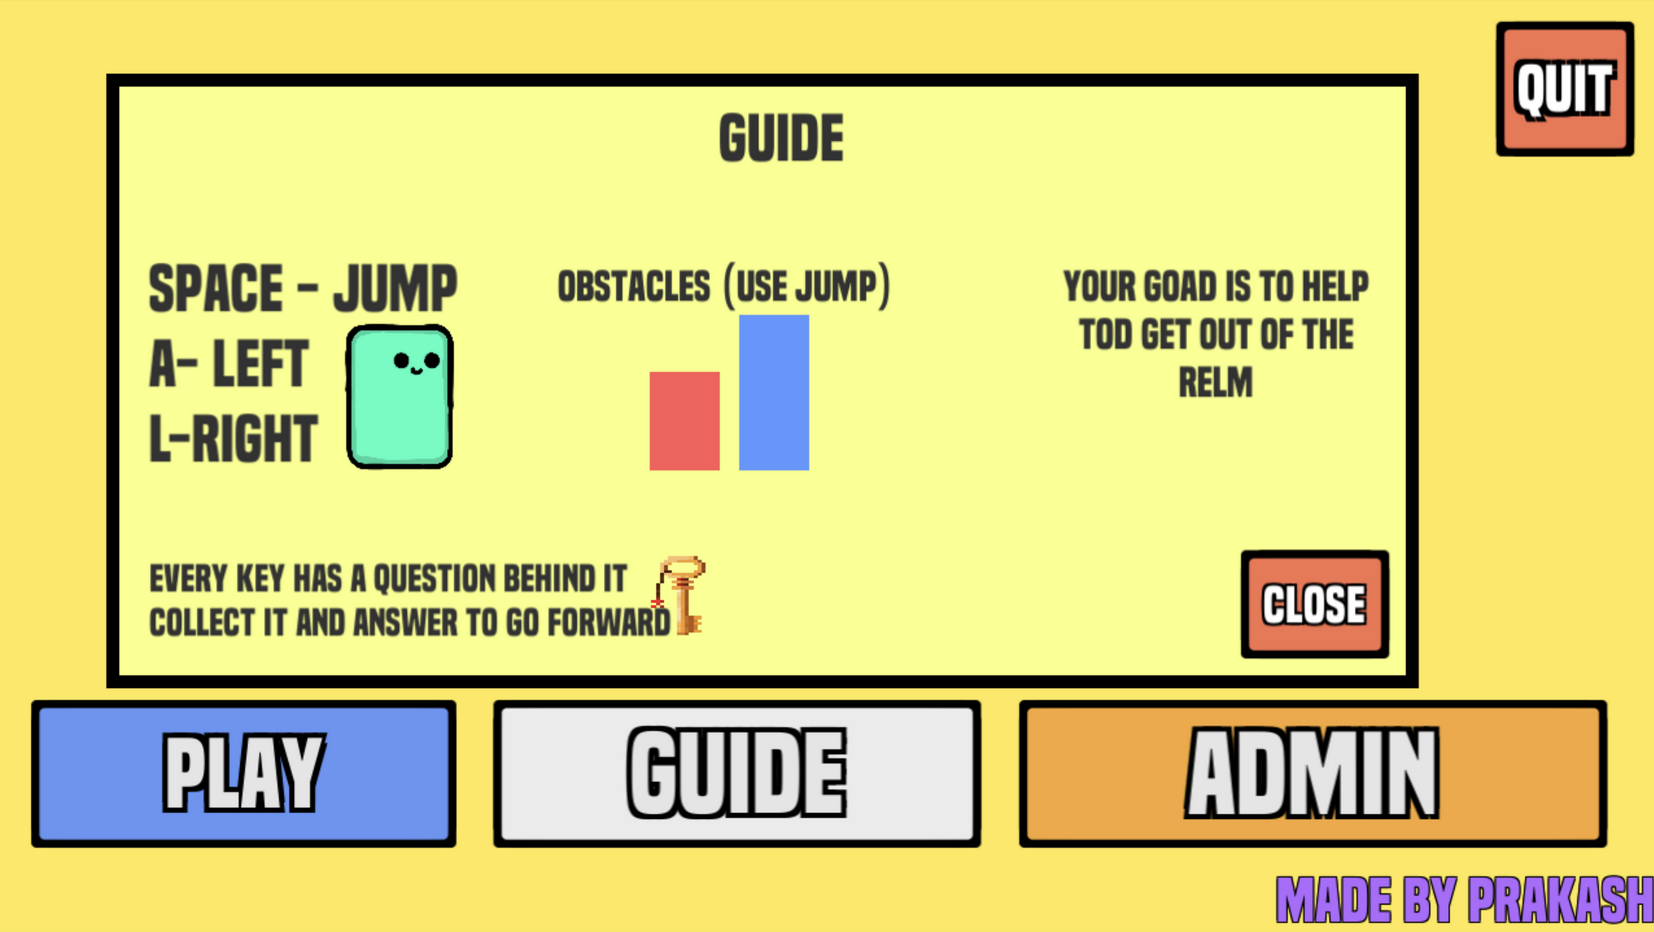 QUIT
GUIDE
SPACE - JUMP
A- LEFT
L-RIGHT
OBSTACLES (USE JUMP)
YOUR GOAD IS TO HELP
TOD GET OUT OF THE
RELM
EVERY KEY HAS A QUESTION BEHIND IT
COLLECT IT AND ANSWER TO GO FORWARD
CLOSE
PLAY
GUIDE
ADMIN
MADE BY PRAKASH